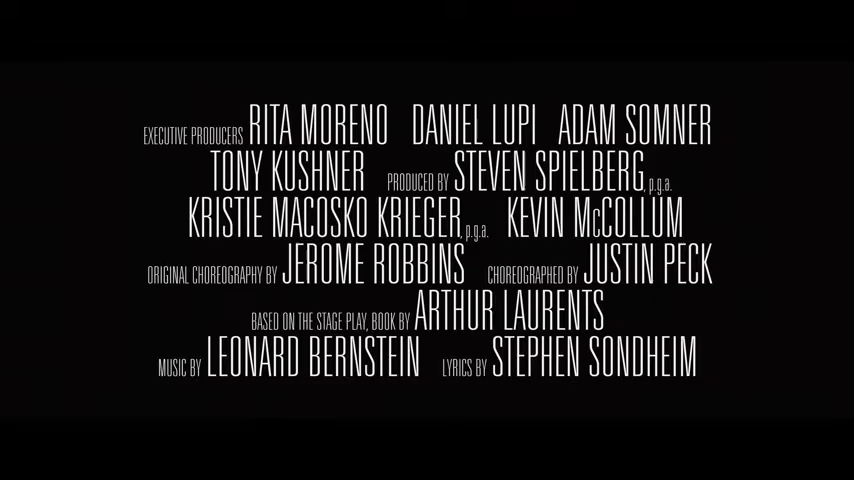 EXECUTIVE PRODUCERS RITA MORENO DANIEL LUPI ADAM SOMNER
TONY KUSHNER PRODUCED BY STEVEN SPIELBERG, p.g.a.
KRISTIE MACOSKO KRIEGER, p.g.a. KEVIN McCOLLUM
ORIGINAL CHOREOGRAPHY BY JEROME ROBBINS CHOREOGRAPHED BY JUSTIN PECK
BASED ON THE STAGE PLAY, BOOK BY ARTHUR LAURENTS
MUSIC BY LEONARD BERNSTEIN LYRICS BY STEPHEN SONDHEIM